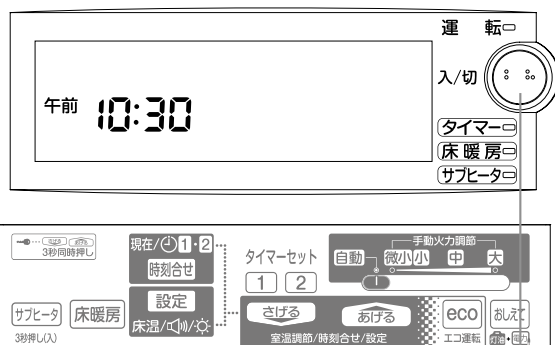 運 転
午前 10:30
入/切
タイマー
床暖房
サブヒータ
3秒同時押し
現在/ 1・2
時刻合せ
設定
床温/
タイマーセット
1 2
自動
手動火力調節
微小 小 中 大
さげる あげる
室温調節/時刻合せ/設定
eco
エコ運転
おしえて
灯油・電力
サブヒータ
3秒押し(入)
床暖房